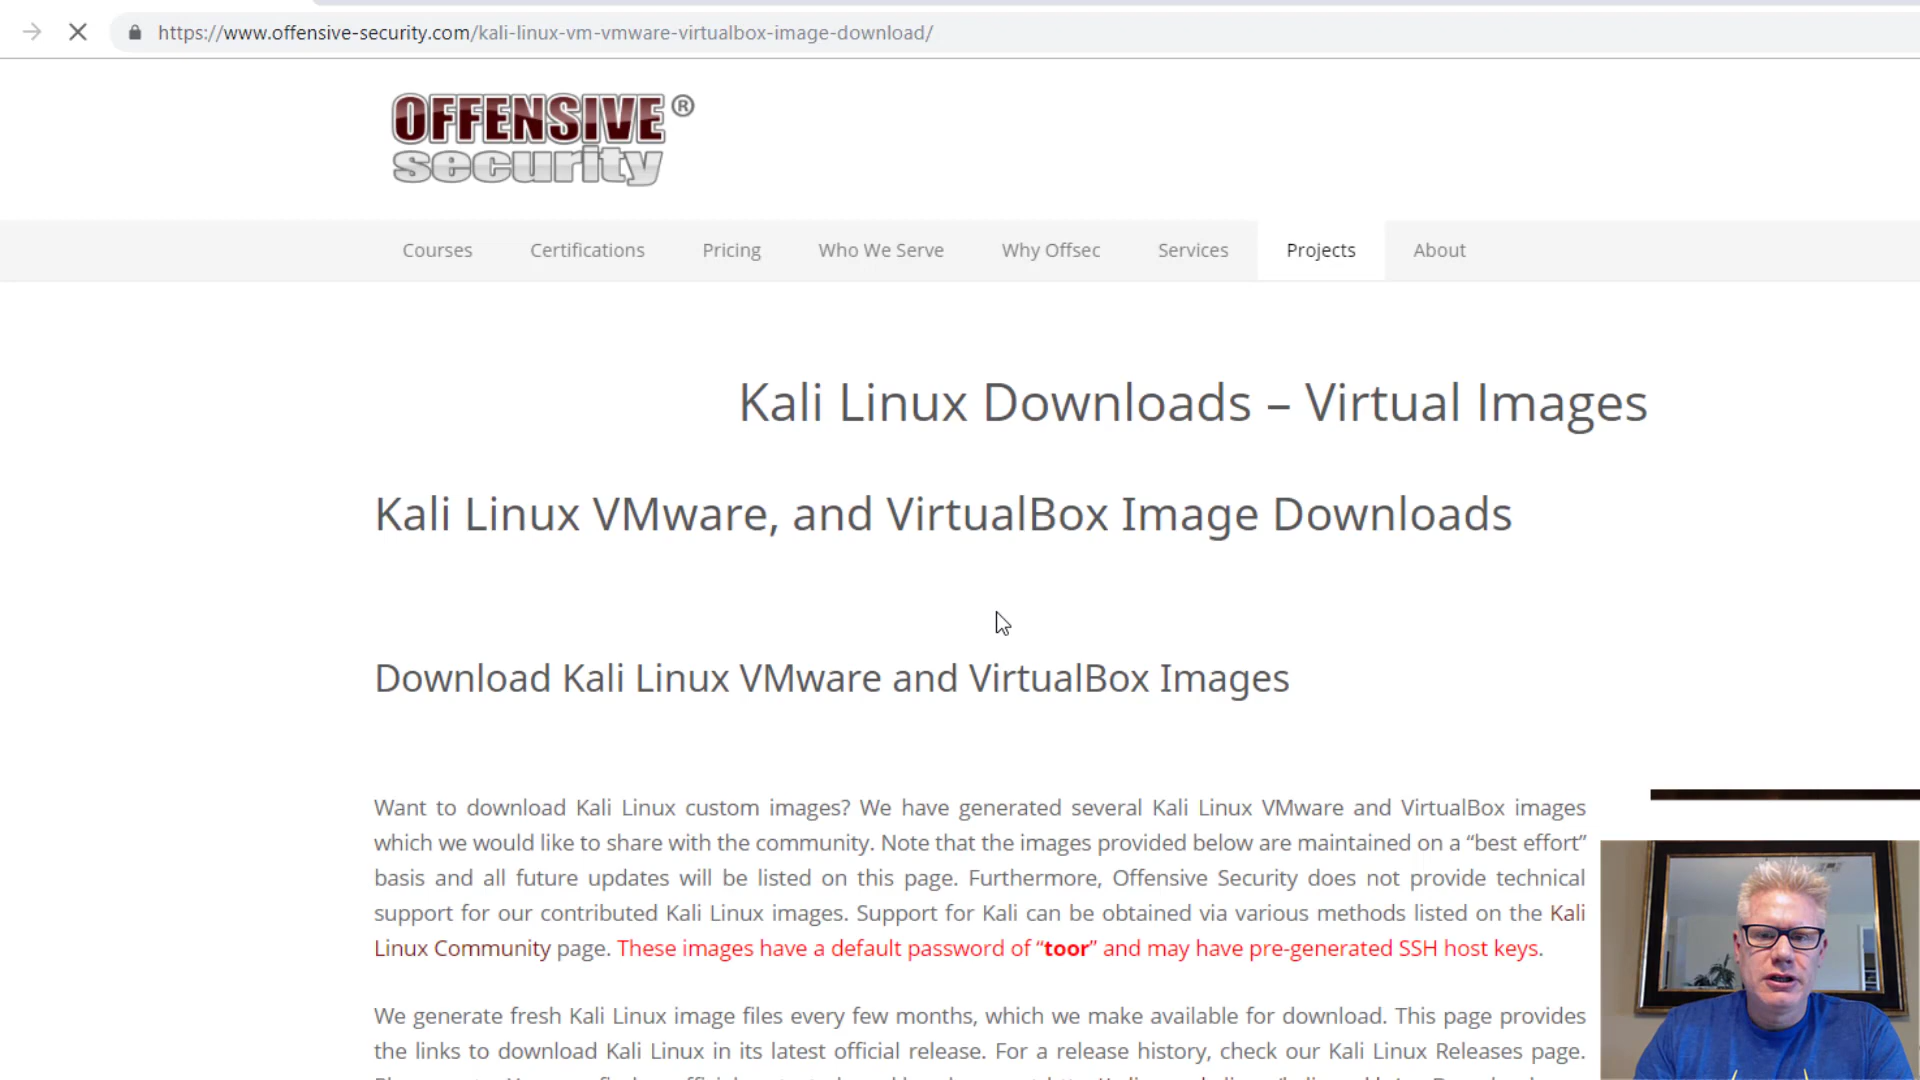 https://www.offensive-security.com/kali-linux-vm-vmware-virtualbox-image-download/
OFFENSIVE®
security
Courses Certifications Pricing Who We Serve Why Offsec Services Projects About
Kali Linux Downloads – Virtual Images
Kali Linux VMware, and VirtualBox Image Downloads
Download Kali Linux VMware and VirtualBox Images
Want to download Kali Linux custom images? We have generated several Kali Linux VMware and VirtualBox images
which we would like to share with the community. Note that the images provided below are maintained on a “best effort”
basis and all future updates will be listed on this page. Furthermore, Offensive Security does not provide technical
support for our contributed Kali Linux images. Support for Kali can be obtained via various methods listed on the Kali
Linux Community page. These images have a default password of “toor” and may have pre-generated SSH host keys.
We generate fresh Kali Linux image files every few months, which we make available for download. This page provides
the links to download Kali Linux in its latest official release. For a release history, check our Kali Linux Releases page.